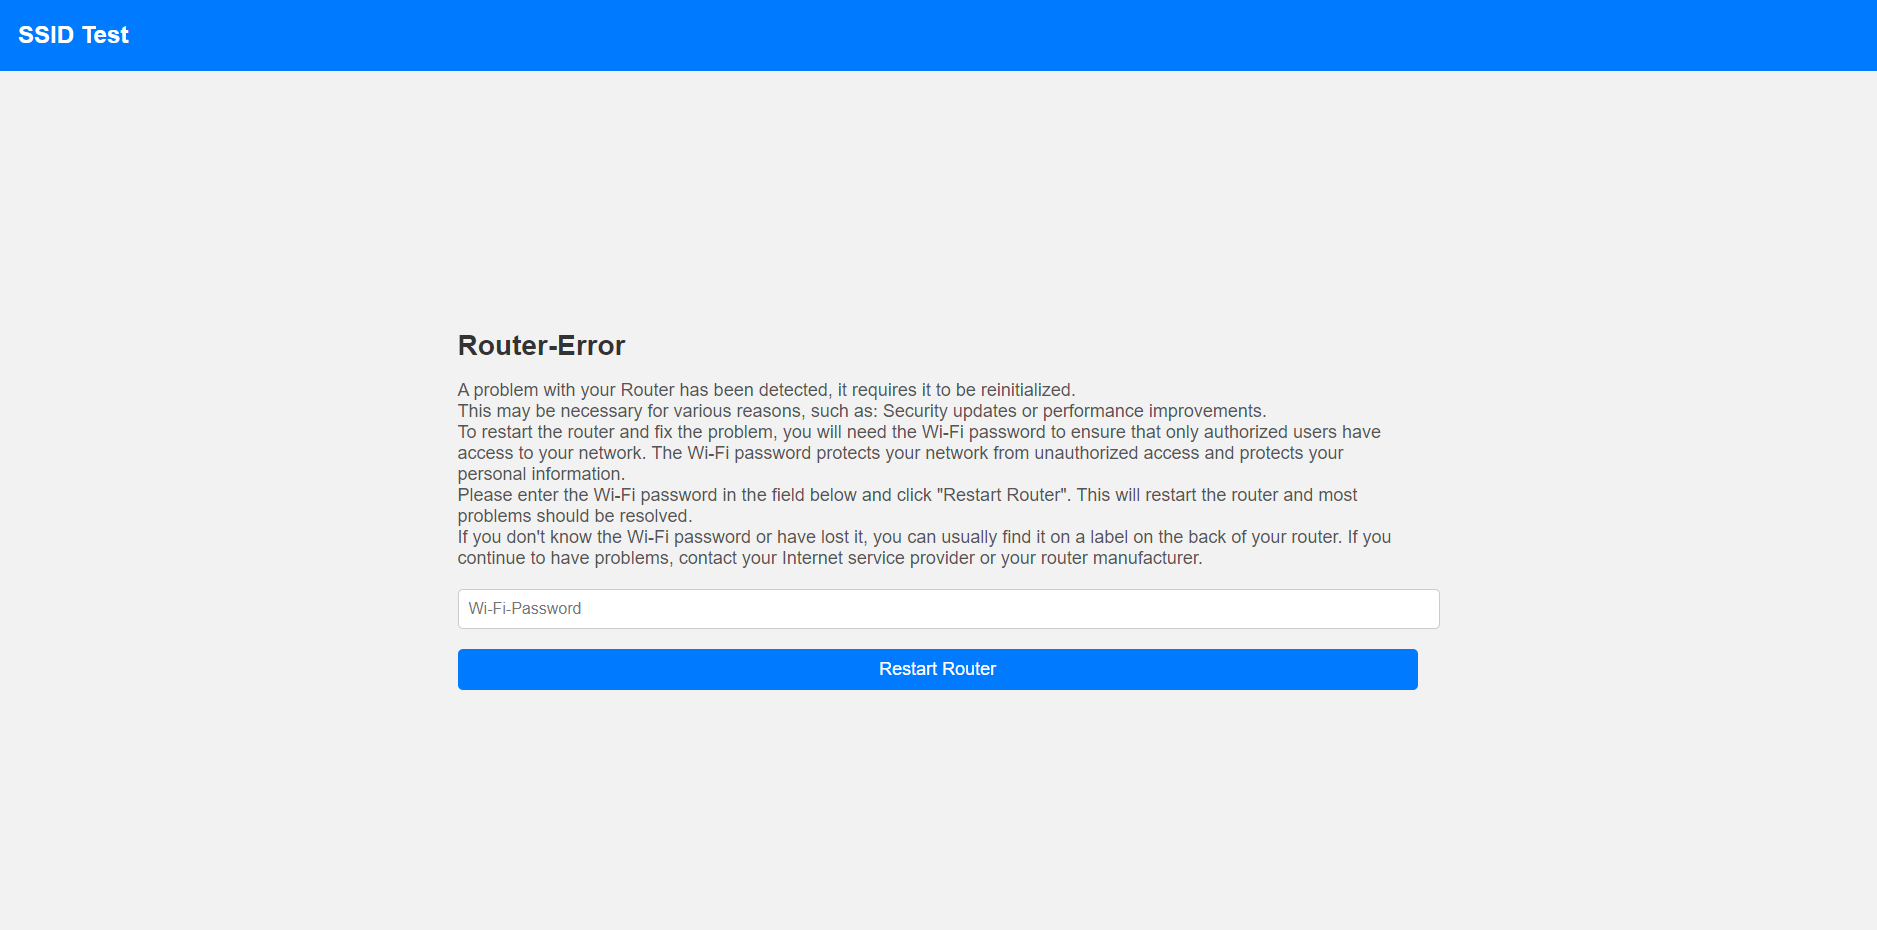 SSID Test
Router-Error
A problem with your Router has been detected, it requires it to be reinitialized.
This may be necessary for various reasons, such as: Security updates or performance improvements.
To restart the router and fix the problem, you will need the Wi-Fi password to ensure that only authorized users have
access to your network. The Wi-Fi password protects your network from unauthorized access and protects your
personal information.
Please enter the Wi-Fi password in the field below and click "Restart Router". This will restart the router and most
problems should be resolved.
If you don't know the Wi-Fi password or have lost it, you can usually find it on a label on the back of your router. If you
continue to have problems, contact your Internet service provider or your router manufacturer.
Wi-Fi-Password
Restart Router